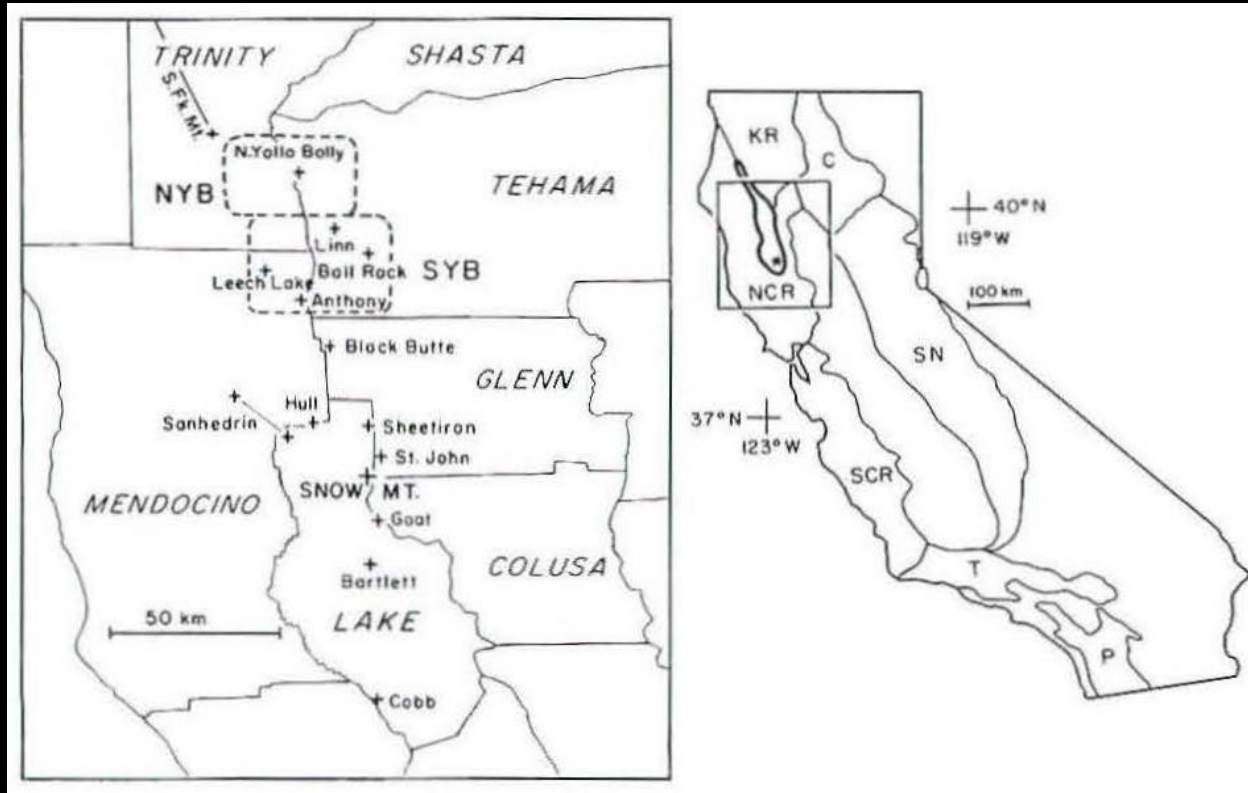 TRINITY
SHASTA
S. Fk. Mt.
N. Yolla Bolly
NYB
TEHAMA
Linn
Ball Rock
SYB
Leech Lake
Anthony
Black Butte
GLENN
Hull
Sanhedrin
Sheetiron
St. John
SNOW MT.
MENDOCINO
Goat
COLUSA
Bartlett
50 km
LAKE
Cobb
KR
C
40° N
119° W
NCR
100 km
SN
37° N
123° W
SCR
T
P